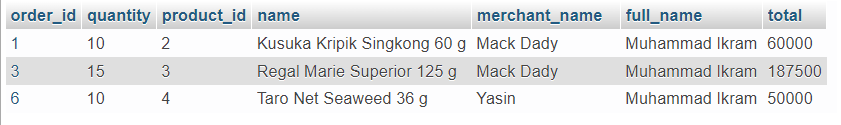 order_id quantity product_id name merchant_name full_name total
1 10 2 Kusuka Kripik Singkong 60 g Mack Dady Muhammad Ikram 60000
3 15 3 Regal Marie Superior 125 g Mack Dady Muhammad Ikram 187500
6 10 4 Taro Net Seaweed 36 g Yasin Muhammad Ikram 50000